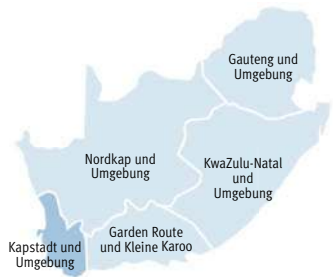 Gauteng und
Umgebung
Nordkap und
Umgebung
KwaZulu-Natal
und
Umgebung
Garden Route
und Kleine Karoo
Kapstadt und
Umgebung